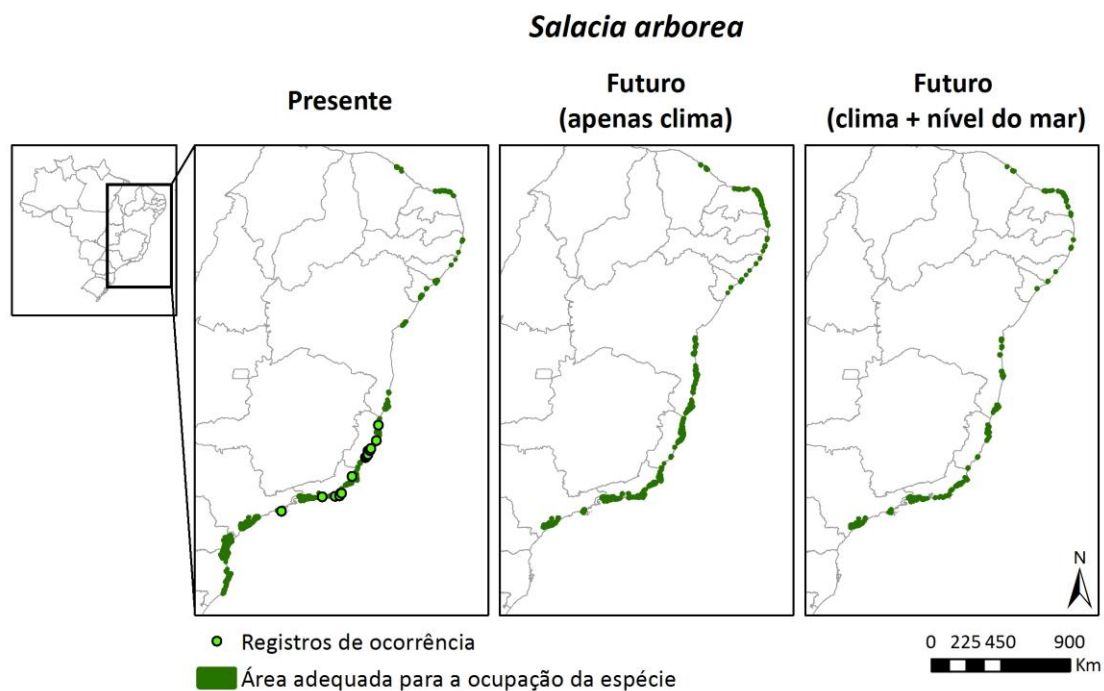 Salacia arborea
Presente
Futuro
(apenas clima)
Futuro
(clima + nível do mar)
N
Registros de ocorrência
Área adequada para a ocupação da espécie
0 225 450 900
Km